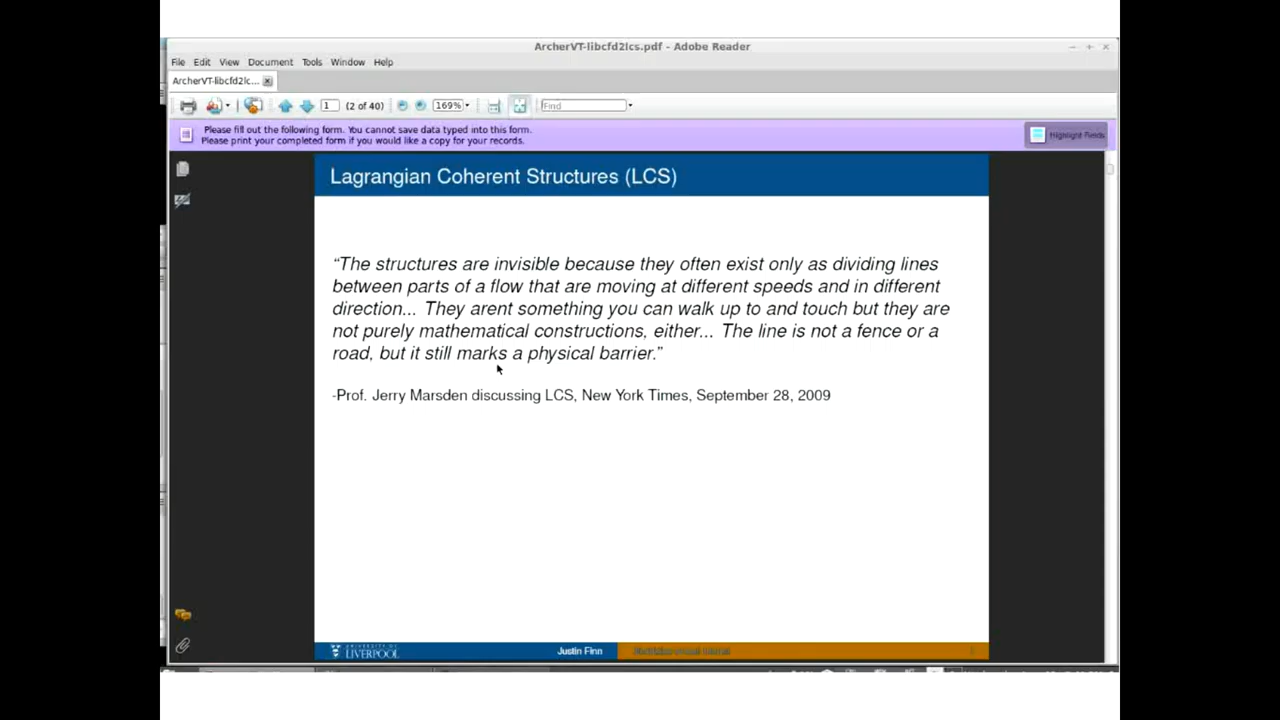 ArcherVT-libcfd2lcs.pdf - Adobe Reader
File Edit View Document Tools Window Help
ArcherVT-libcfd2lc...
1 (2 of 40) 169% Find
Please fill out the following form. You cannot save data typed into this form.
Please print your completed form if you would like a copy for your records.
Highlight Fields
Lagrangian Coherent Structures (LCS)
“The structures are invisible because they often exist only as dividing lines
between parts of a flow that are moving at different speeds and in different
direction... They arent something you can walk up to and touch but they are
not purely mathematical constructions, either... The line is not a fence or a
road, but it still marks a physical barrier.”
-Prof. Jerry Marsden discussing LCS, New York Times, September 28, 2009
UNIVERSITY OF
LIVERPOOL
Justin Finn